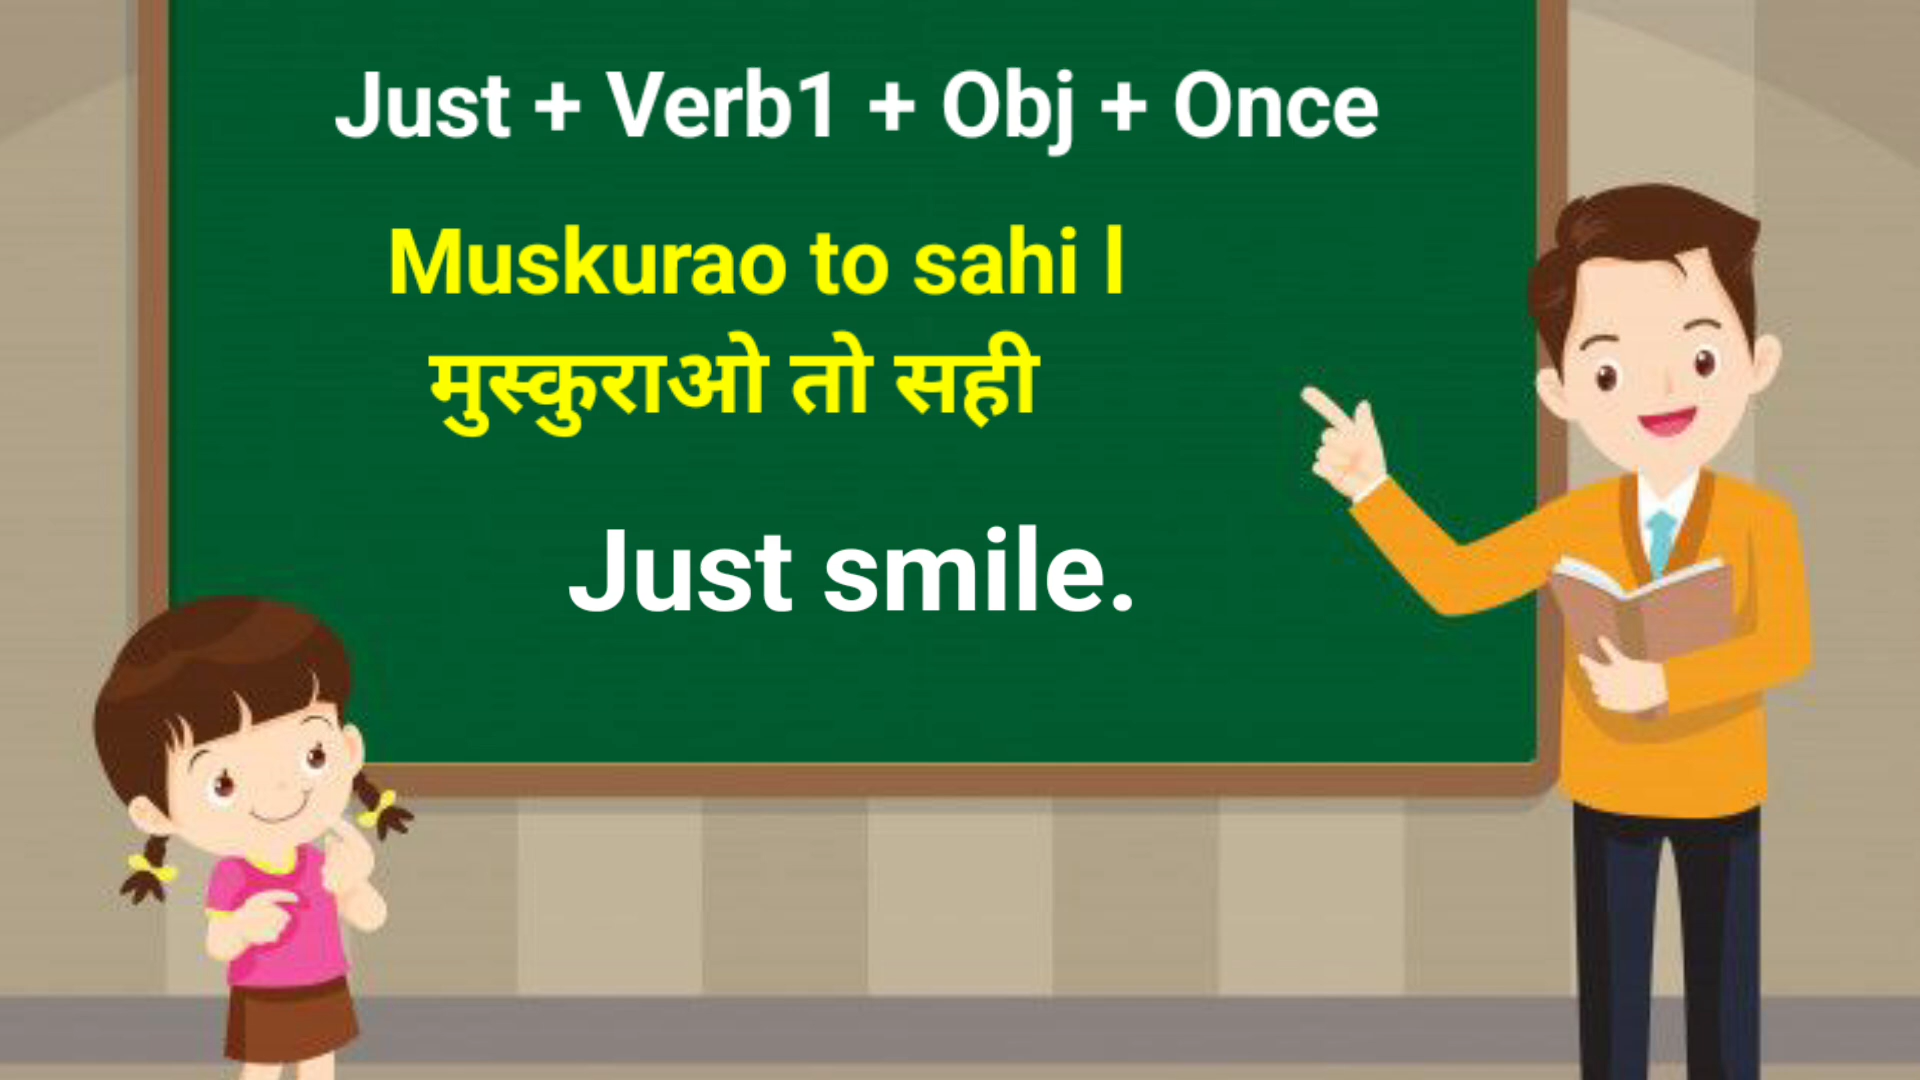 Just + Verb1 + Obj + Once
Muskurao to sahi l
मुस्कुराओ तो सही
Just smile.